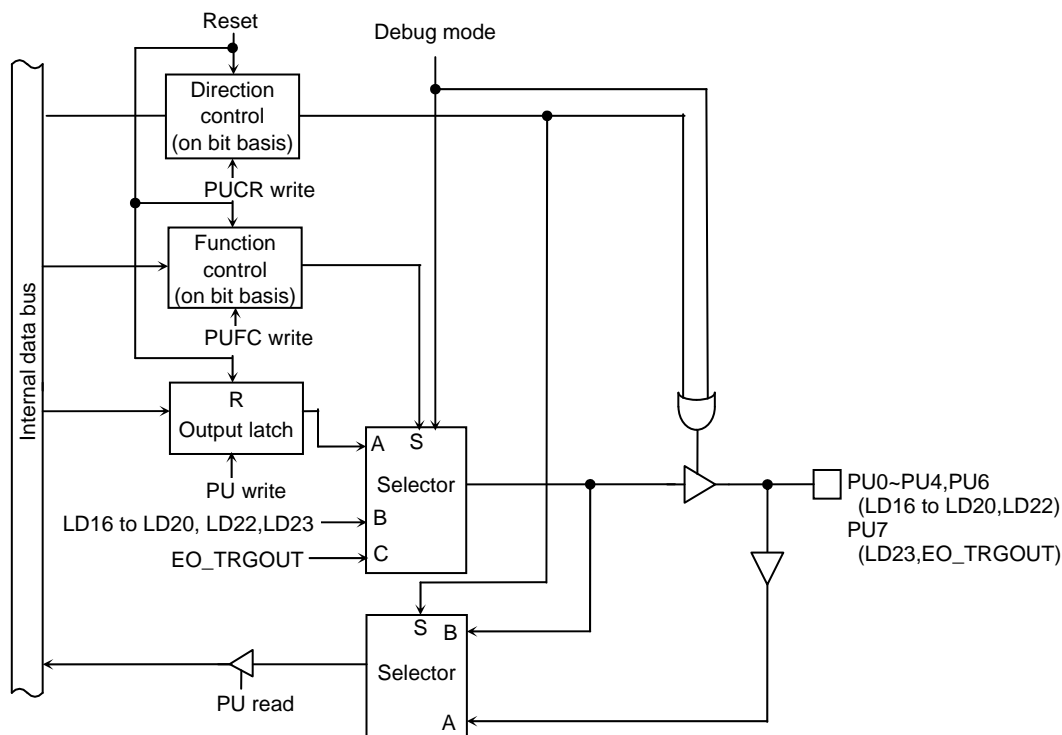 Reset
Debug mode
Direction
control
(on bit basis)
PUCR write
Function
control
(on bit basis)
PUFC write
Internal data bus
R
Output latch
PU write
A
S
Selector
B
C
LD16 to LD20, LD22,LD23
EO_TRGOUT
PU0~PU4,PU6
(LD16 to LD20,LD22)
PU7
(LD23,EO_TRGOUT)
S
B
Selector
A
PU read